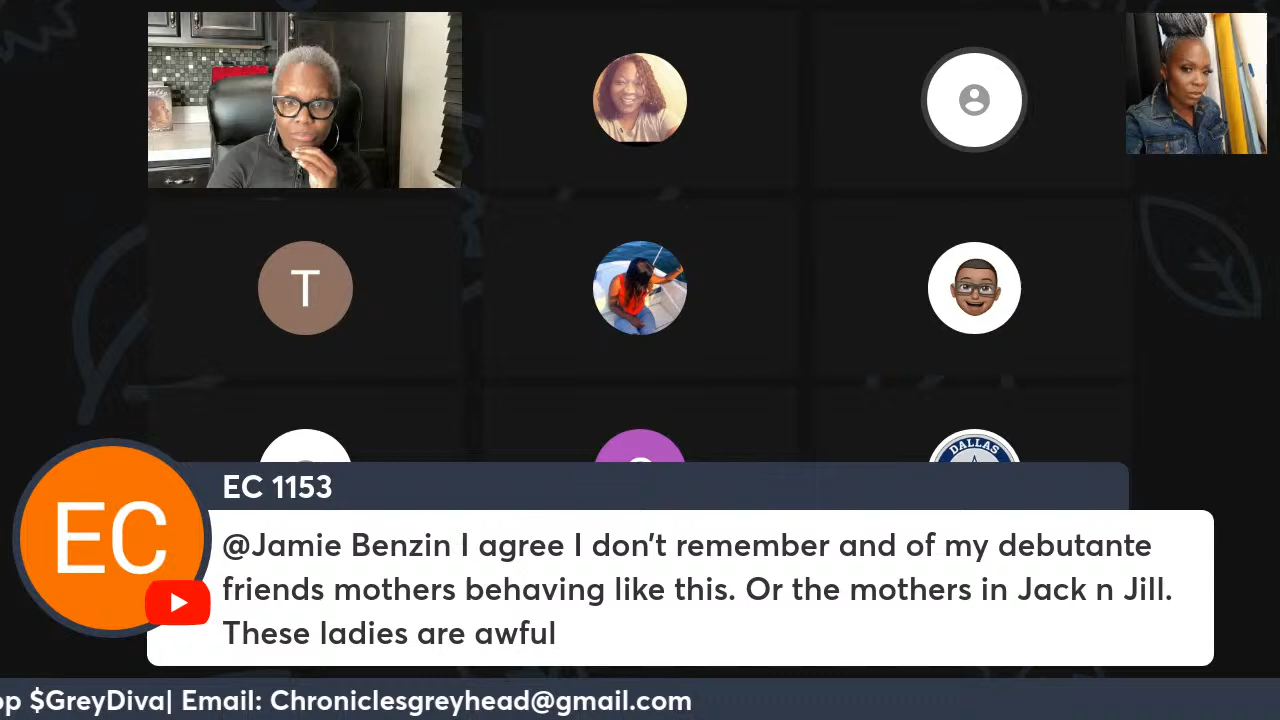 T
DALLAS
EC
EC 1153
@Jamie Benzin I agree I don't remember and of my debutante
friends mothers behaving like this. Or the mothers in Jack n Jill.
These ladies are awful
op $GreyDiva| Email: Chroniclesgreyhead@gmail.com